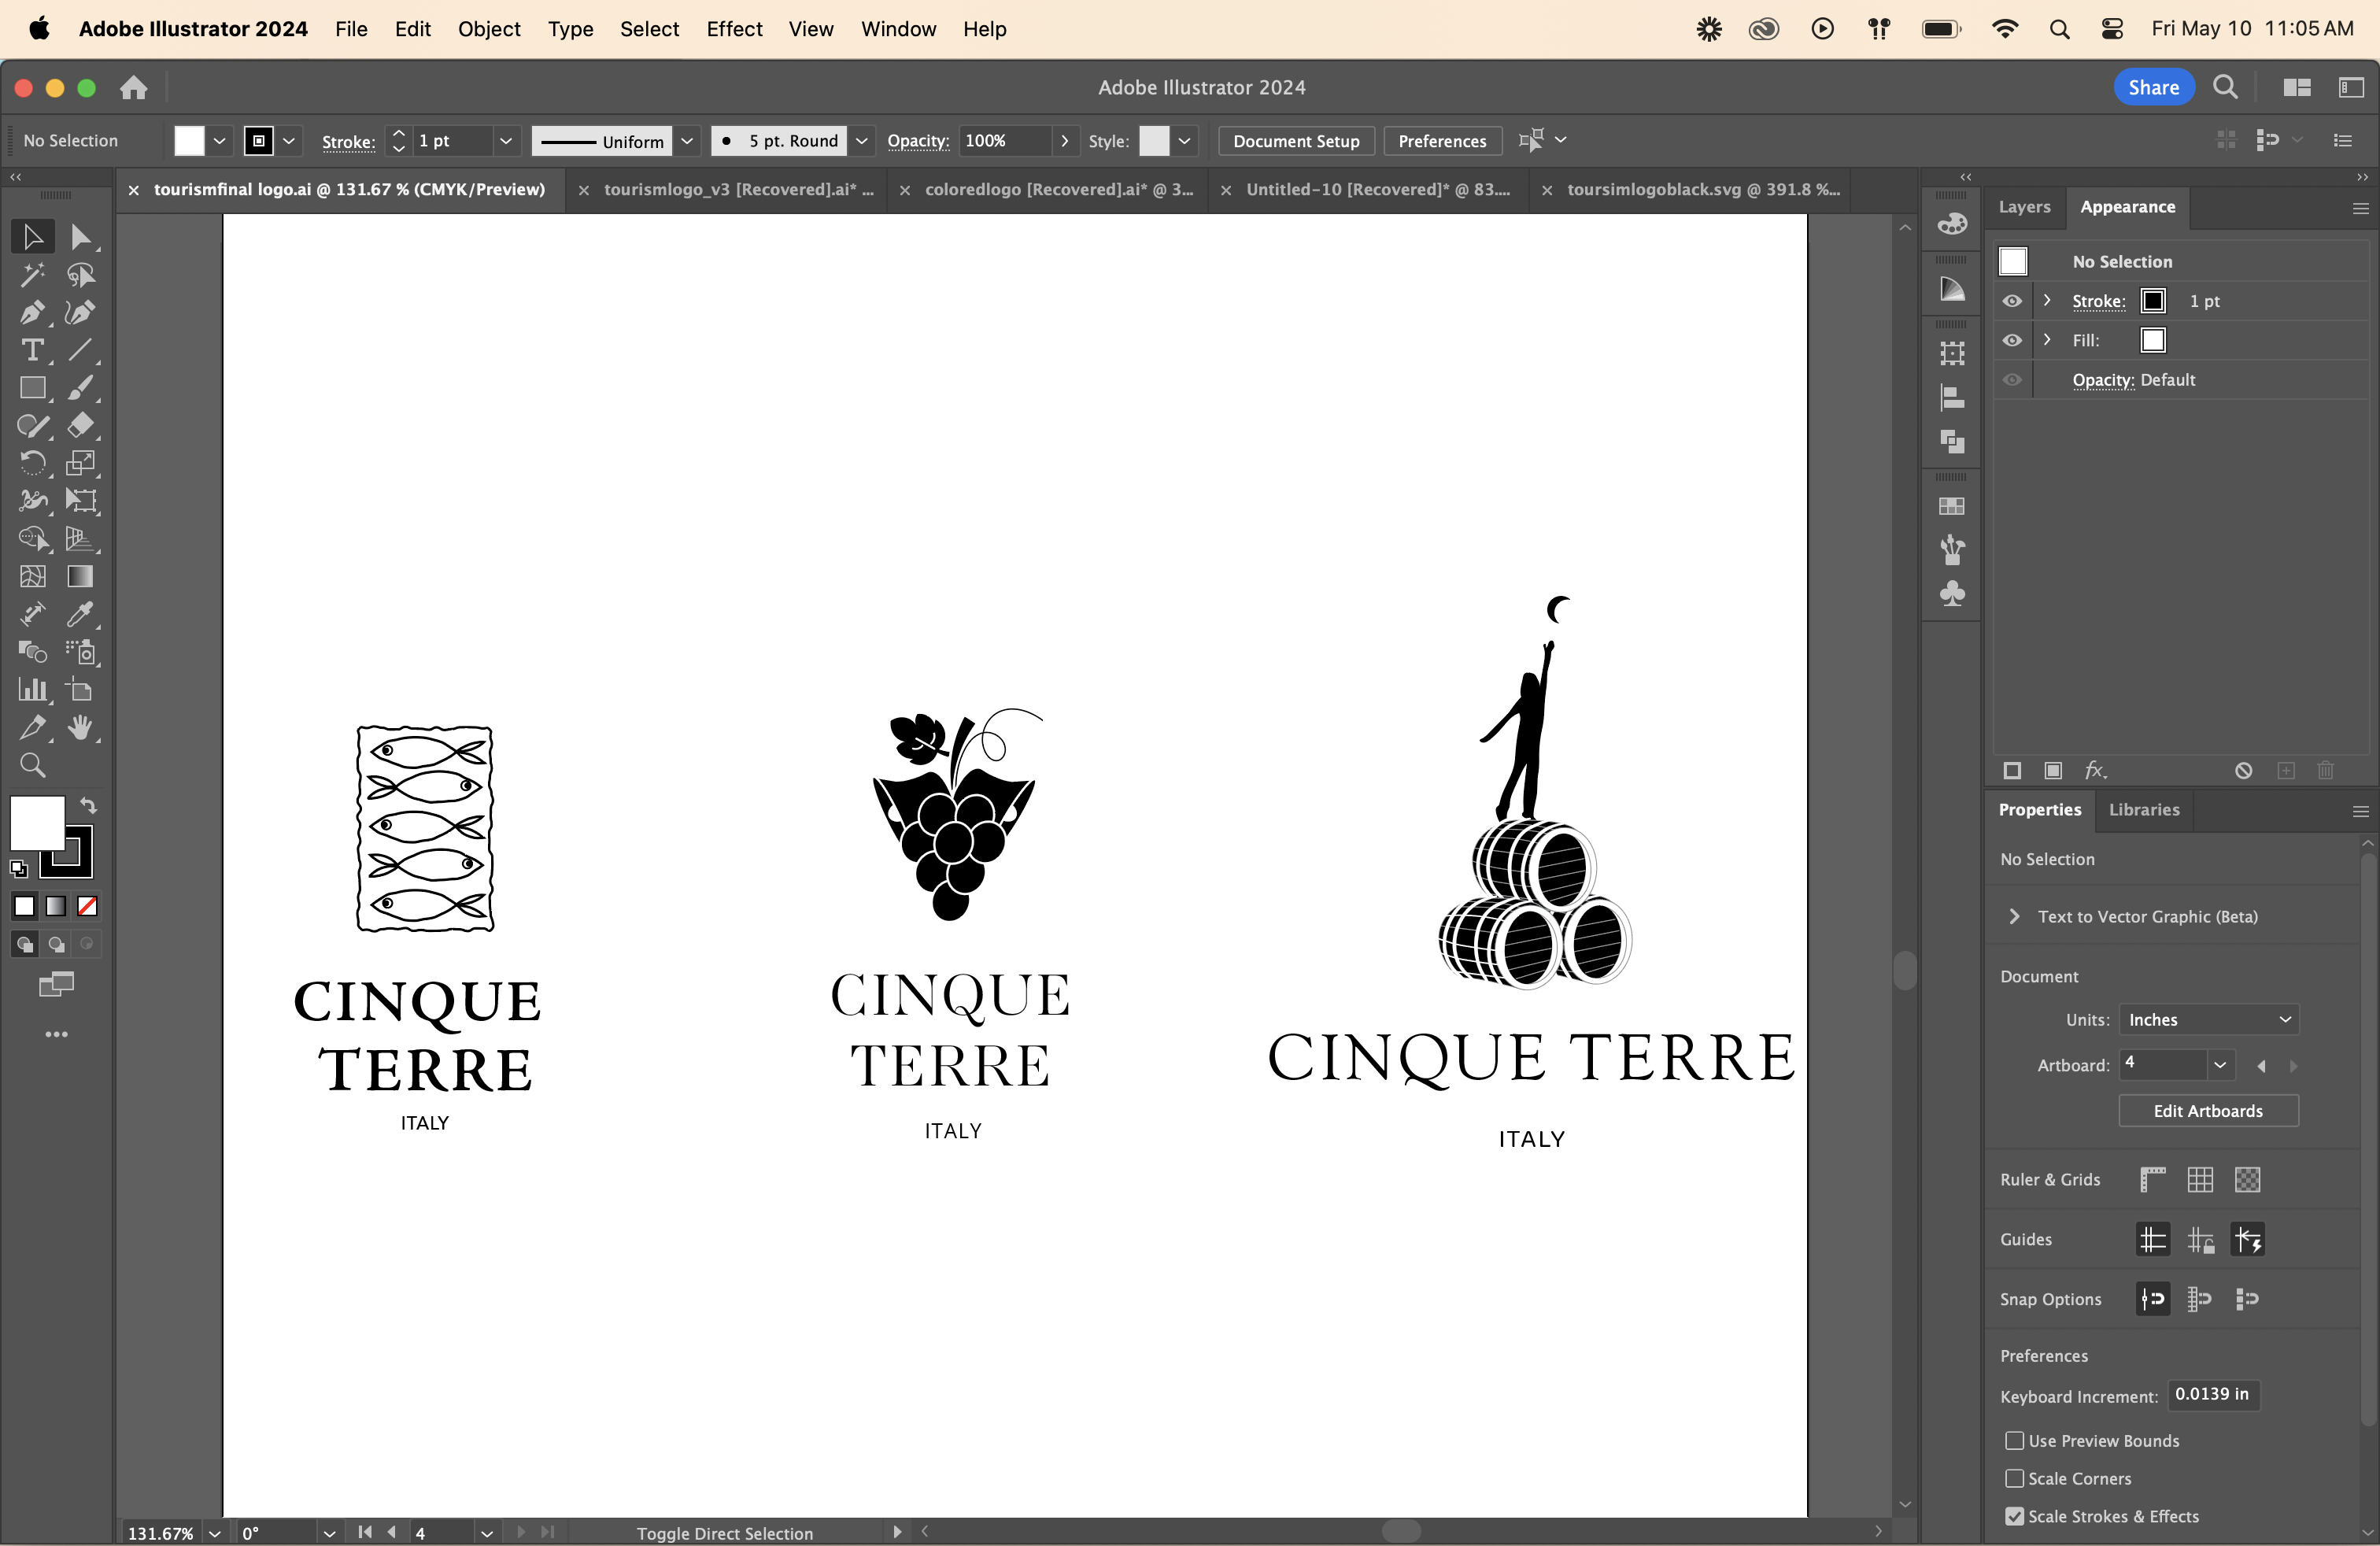 Adobe Illustrator 2024 File Edit Object Type Select Effect View Window Help Fri May 10 11:05 AM
Adobe Illustrator 2024
Share
No Selection Stroke: 1 pt Uniform 5 pt. Round Opacity: 100% Style: Document Setup Preferences
tourismfinal logo.ai @ 131.67 % (CMYK/Preview) tourismlogo_v3 [Recovered].ai* ... coloredlogo [Recovered].ai* @ 3... Untitled-10 [Recovered]* @ 83.... toursimlogoblack.svg @ 391.8 %...
Layers Appearance
No Selection
Stroke: 1 pt
Fill:
Opacity: Default
fx
Properties Libraries
No Selection
Text to Vector Graphic (Beta)
Document
Units: Inches
Artboard: 4
Edit Artboards
Ruler & Grids
Guides
Snap Options
Preferences
Keyboard Increment: 0.0139 in
Use Preview Bounds
Scale Corners
Scale Strokes & Effects
CINQUE
TERRE
ITALY
CINQUE
TERRE
ITALY
CINQUE TERRE
ITALY
131.67% 0° 4 Toggle Direct Selection